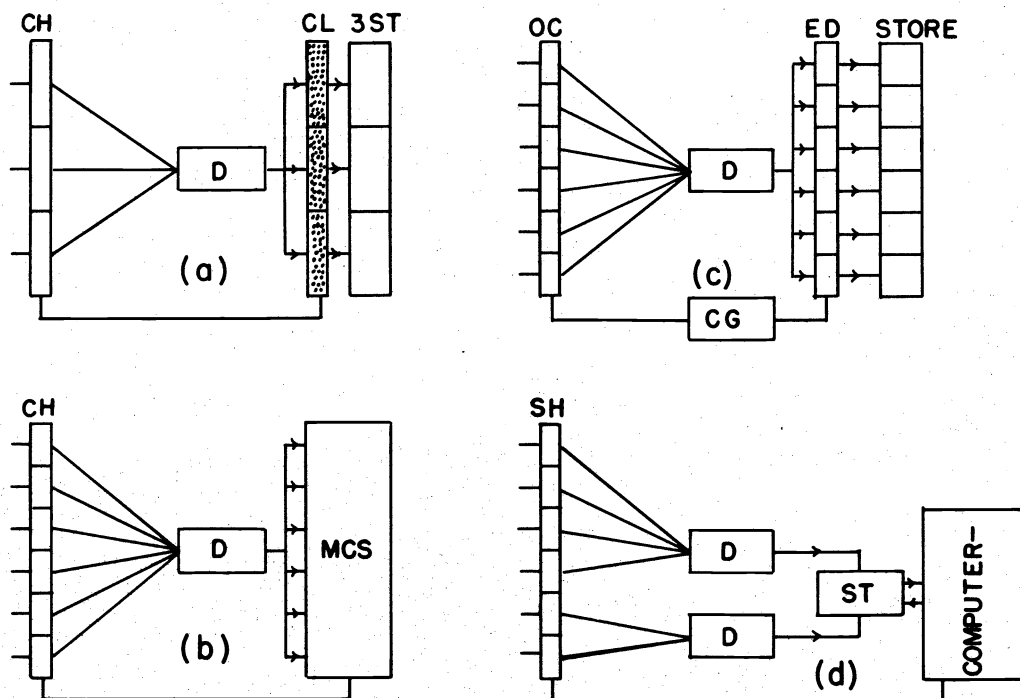 CH CL 3ST
D
(a)
OC ED STORE
D
(c)
CG
CH
D
MCS
(b)
SH
D
ST
D
COMPUTER-
(d)